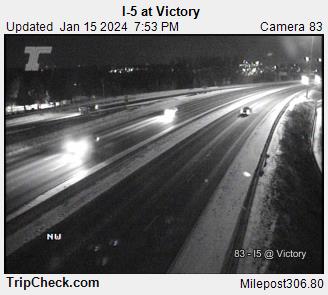 I-5 at Victory
Updated Jan 15 2024 7:53 PM Camera 83
T
NW
83 - I5 @ Victory
TripCheck.com Milepost306.80